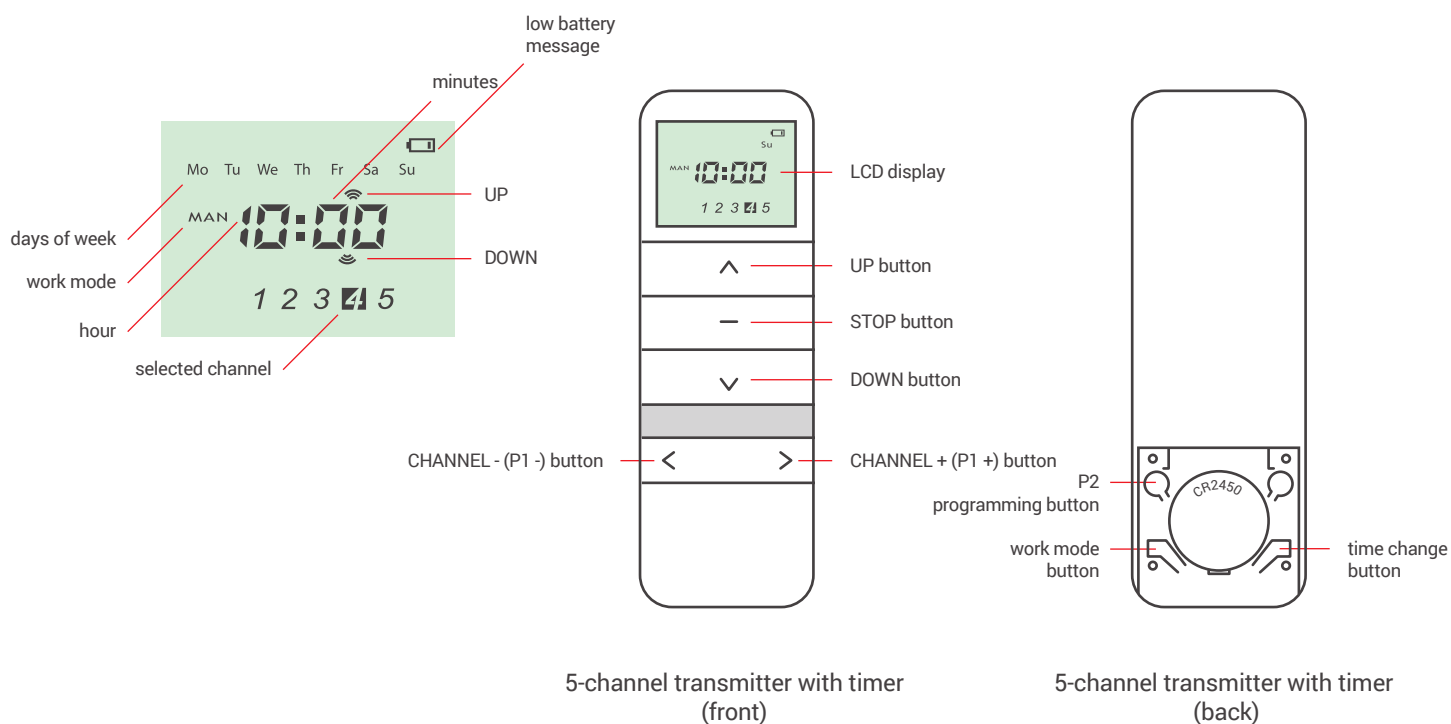 low battery
message
minutes
Mo Tu We Th Fr Sa Su
UP
MAN 10:00
days of week
DOWN
work mode
1 2 3 4 5
hour
selected channel
Su
MAN 10:00
LCD display
1 2 3 4 5
UP button
STOP button
DOWN button
CHANNEL - (P1 -) button
<
>
CHANNEL + (P1 +) button
CR2450
P2
programming button
work mode
button
time change
button
5-channel transmitter with timer
(front)
5-channel transmitter with timer
(back)